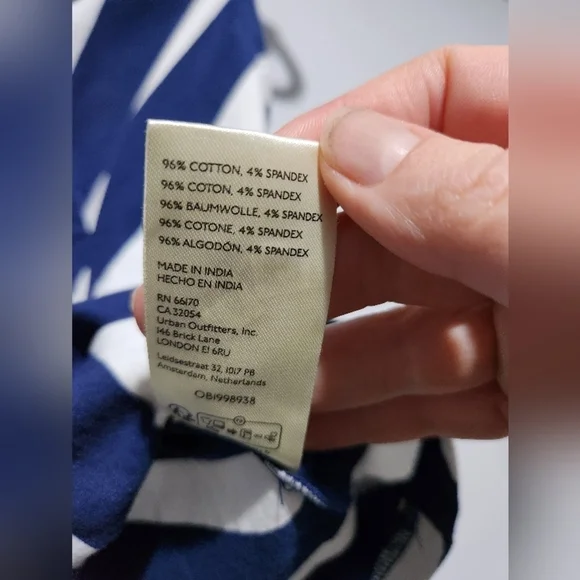 96% COTTON, 4% SPANDEX
96% COTON, 4% SPANDEX
96% BAUMWOLLE, 4% SPANDEX
96% COTONE, 4% SPANDEX
96% ALGODÓN, 4% SPANDEX
MADE IN INDIA
HECHO EN INDIA
RN 66170
CA 32054
Urban Outfitters, Inc.
146 Brick Lane
LONDON E1 6RU
Leidsestraat 32, 1017 PB
Amsterdam, Netherlands
OB1998938